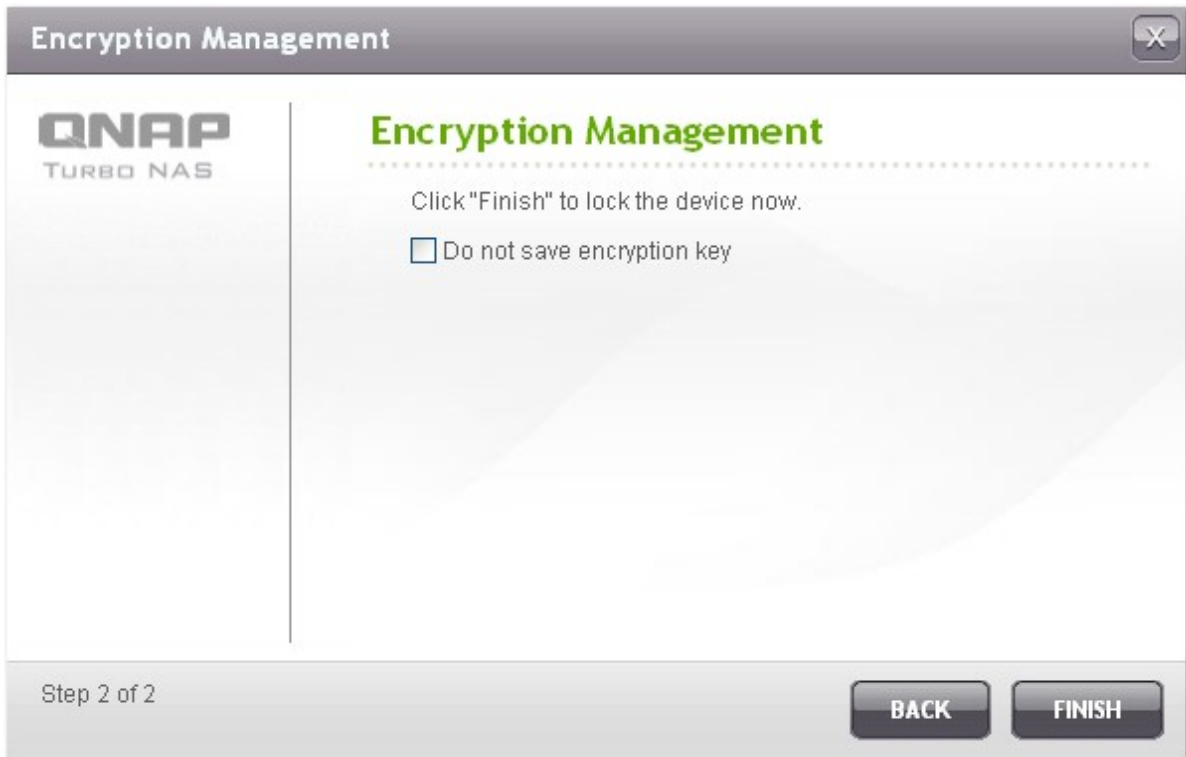 Encryption Management
X
QNAP
TURBO NAS
Encryption Management
Click "Finish" to lock the device now.
Do not save encryption key
Step 2 of 2
BACK
FINISH